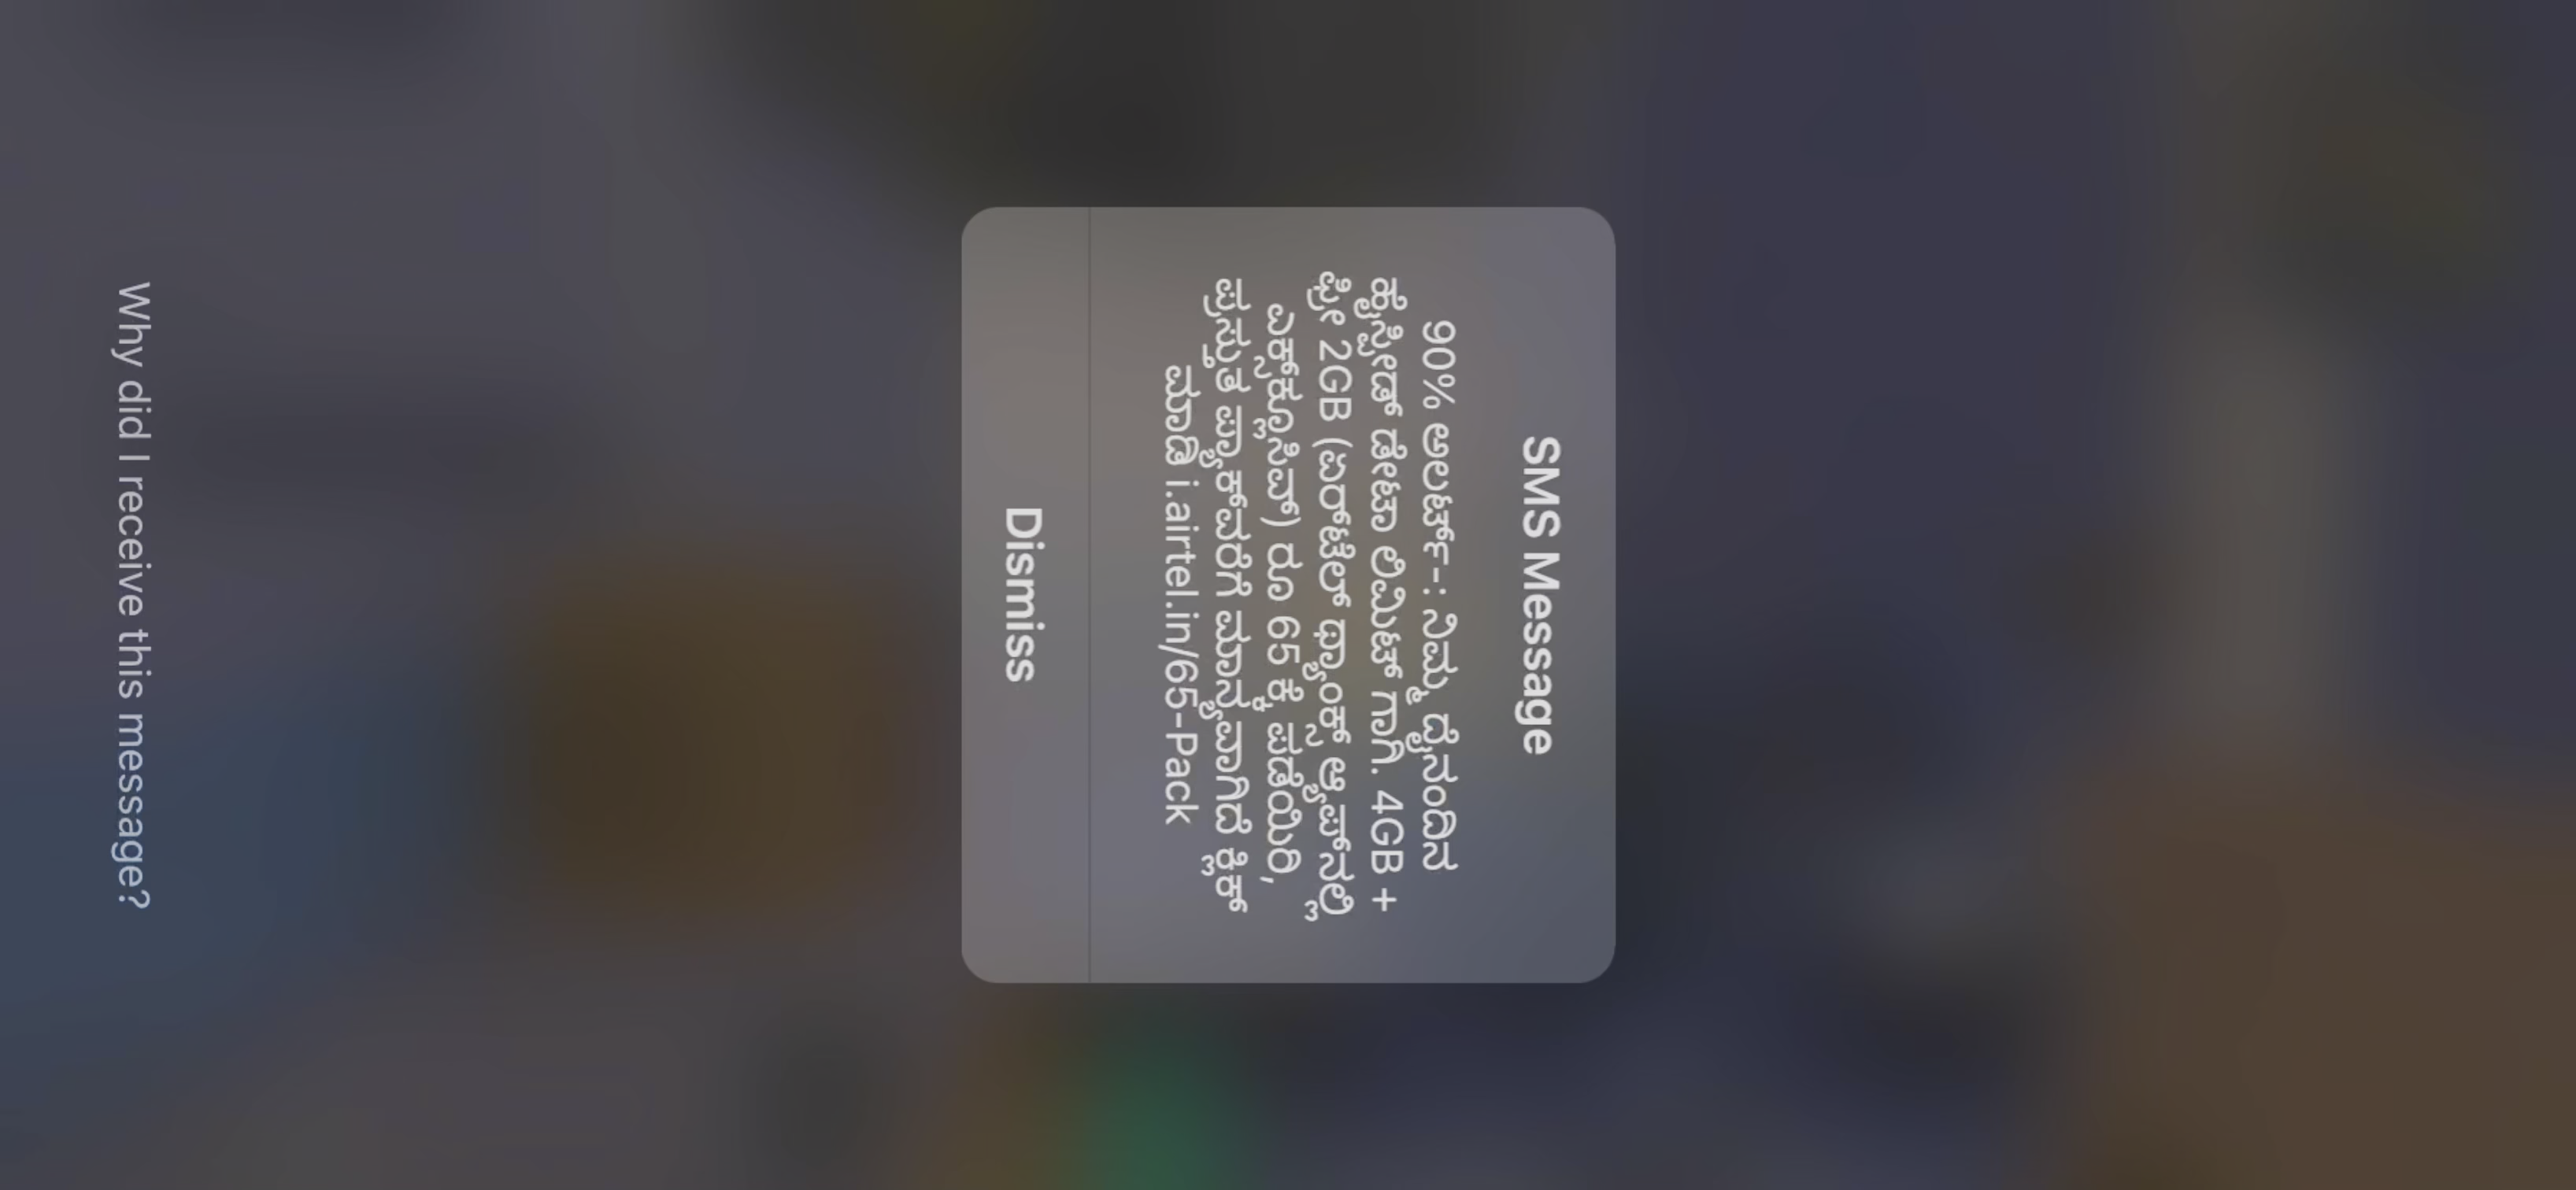 SMS Message
90% ಅಲರ್ಟ್-: ನಿಮ್ಮ ದೈನಂದಿನ
ಹೈಸ್ಪೀಡ್ ಡೇಟಾ ಲಿಮಿಟ್ ಗಾಗಿ. 4GB +
ಫ್ರೀ 2GB (ಏರ್‌ಟೆಲ್ ಥ್ಯಾಂಕ್ಸ್ ಆ್ಯಪ್‌ನಲ್ಲಿ
ಎಕ್ಸ್‌ಕ್ಲೂಸಿವ್) ರೂ 65 ಕ್ಕೆ ಪಡೆಯಿರಿ,
ಪ್ರಸ್ತುತ ಪ್ಯಾಕ್‌ವರೆಗೆ ಮಾನ್ಯವಾಗಿದೆ ಕ್ಲಿಕ್
ಮಾಡಿ i.airtel.in/65-Pack
Dismiss
Why did I receive this message?